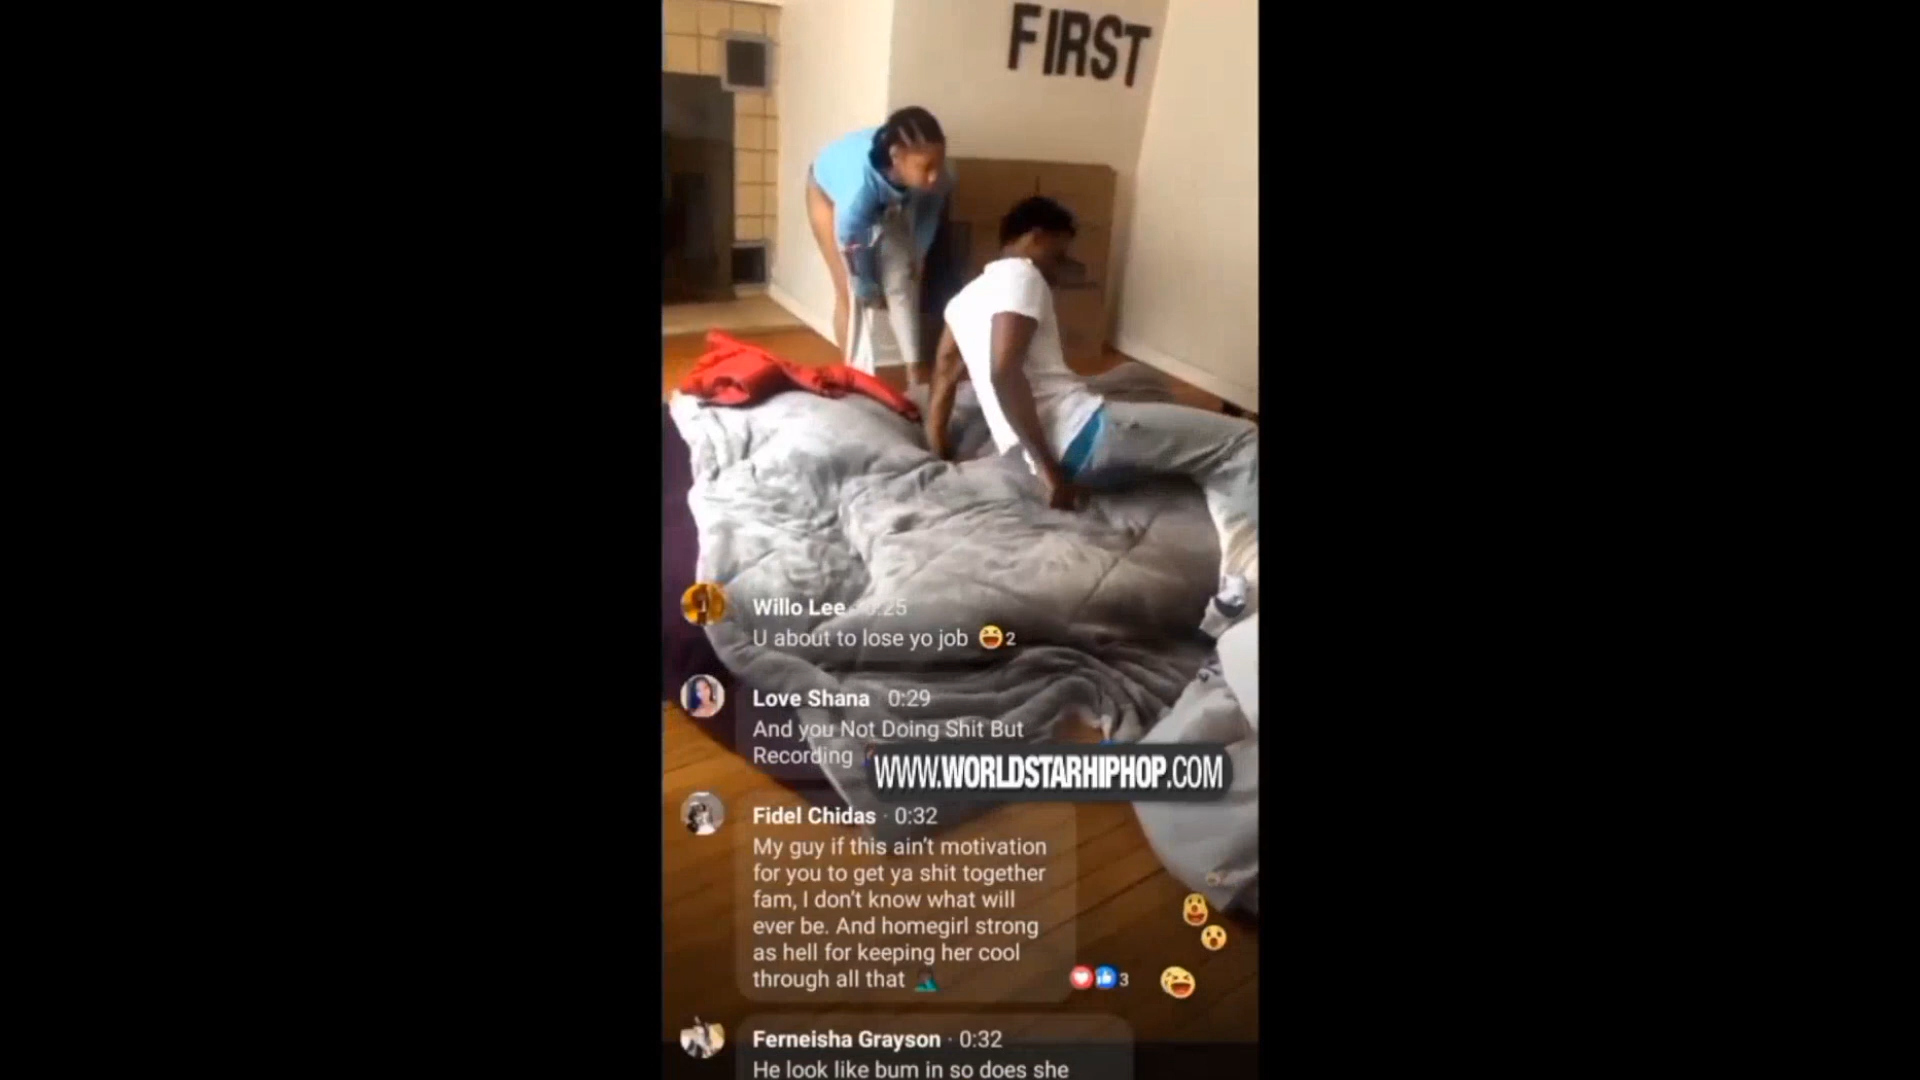 FIRST
Willo Lee · 0:25
U about to lose yo job 😆2
Love Shana 0:29
And you Not Doing Shit But
Recording
WWW.WORLDSTARHIPHOP.COM
Fidel Chidas · 0:32
My guy if this ain't motivation
for you to get ya shit together
fam, I don't know what will
ever be. And homegirl strong
as hell for keeping her cool
through all that 🤦🏿‍♂️
3
Ferneisha Grayson · 0:32
He look like bum in so does she